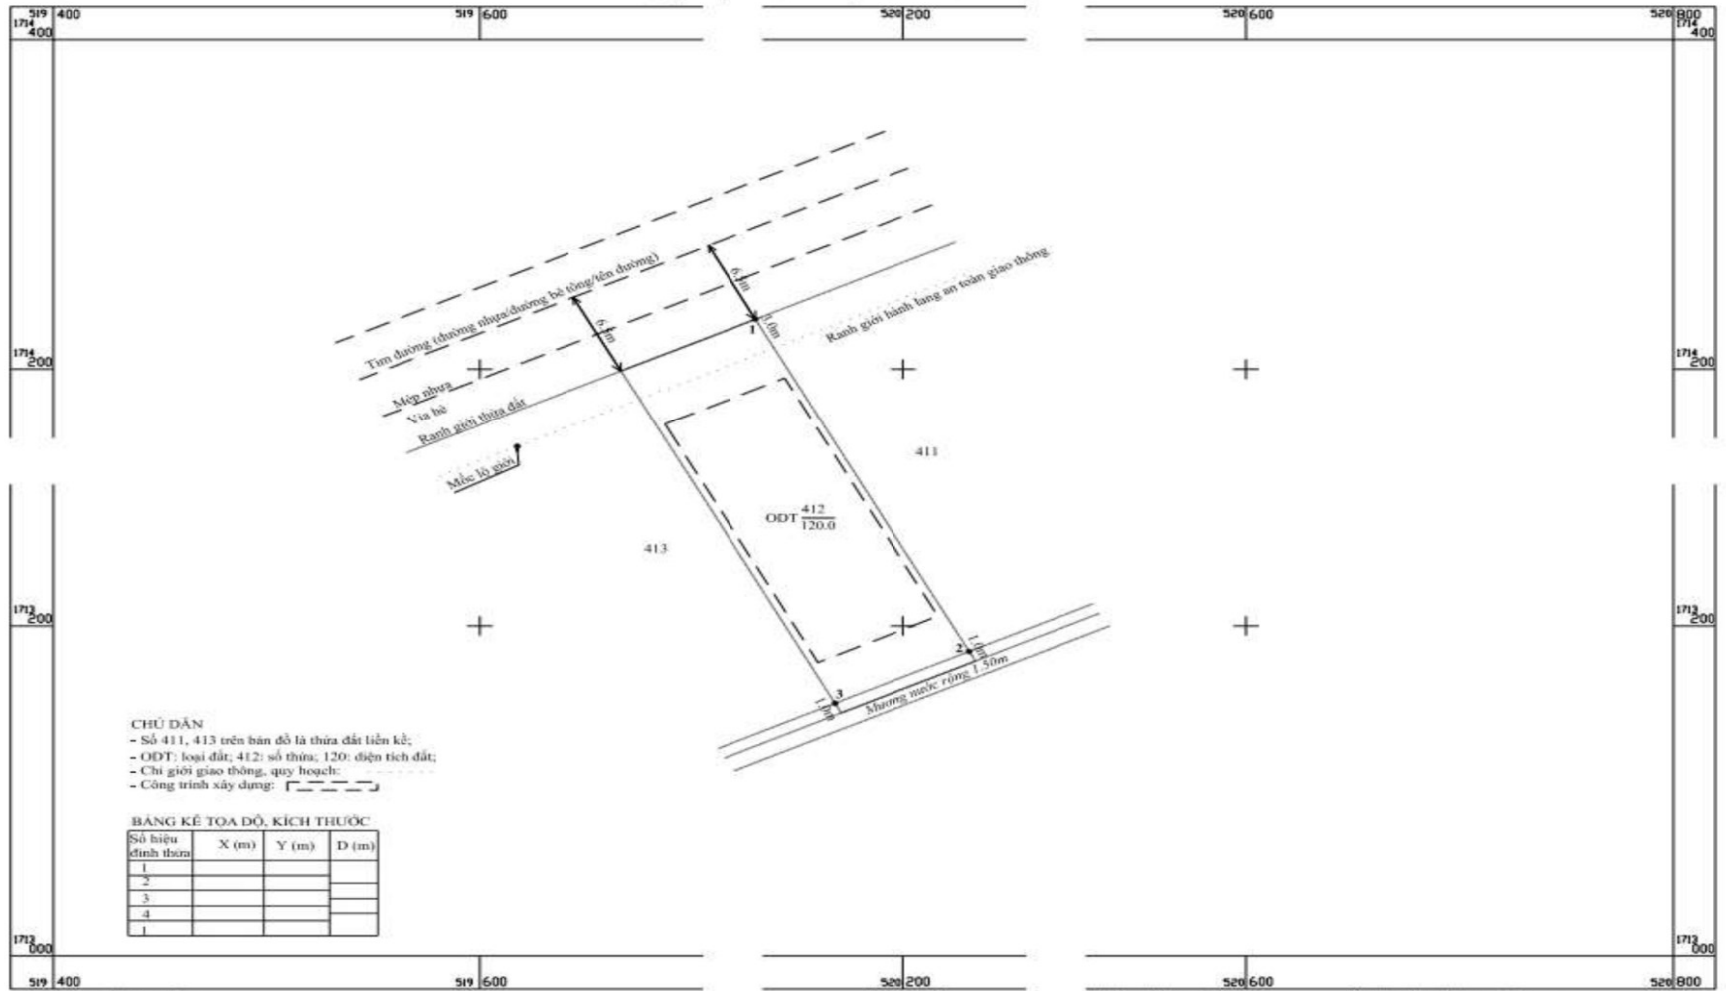 519 400 519 600 520 200 520 600 520 800
1714 400 1714 400
Tim đường (đường nhựa/đường bê tông/tên đường)
Mép nhựa
Vỉa hè
Ranh giới thửa đất
Mốc lộ giới
Ranh giới hành lang an toàn giao thông
1
3.0m
1714 200 1714 200
411
ODT 412
120.0
413
1713 200 1713 200
2
1.0m
3
1.0m
Mương nước rộng 1.50m
CHÚ DẪN
- Số 411, 413 trên bản đồ là thửa đất liền kề;
- ODT: loại đất; 412: số thửa; 120: diện tích đất;
- Chỉ giới giao thông, quy hoạch:
- Công trình xây dựng:
BẢNG KÊ TỌA DỘ, KÍCH THƯỚC
Số hiệu
đỉnh thửa X (m) Y (m) D (m)
1
2
3
4
1
1713 000 1713 000
519 400 519 600 520 200 520 600 520 800